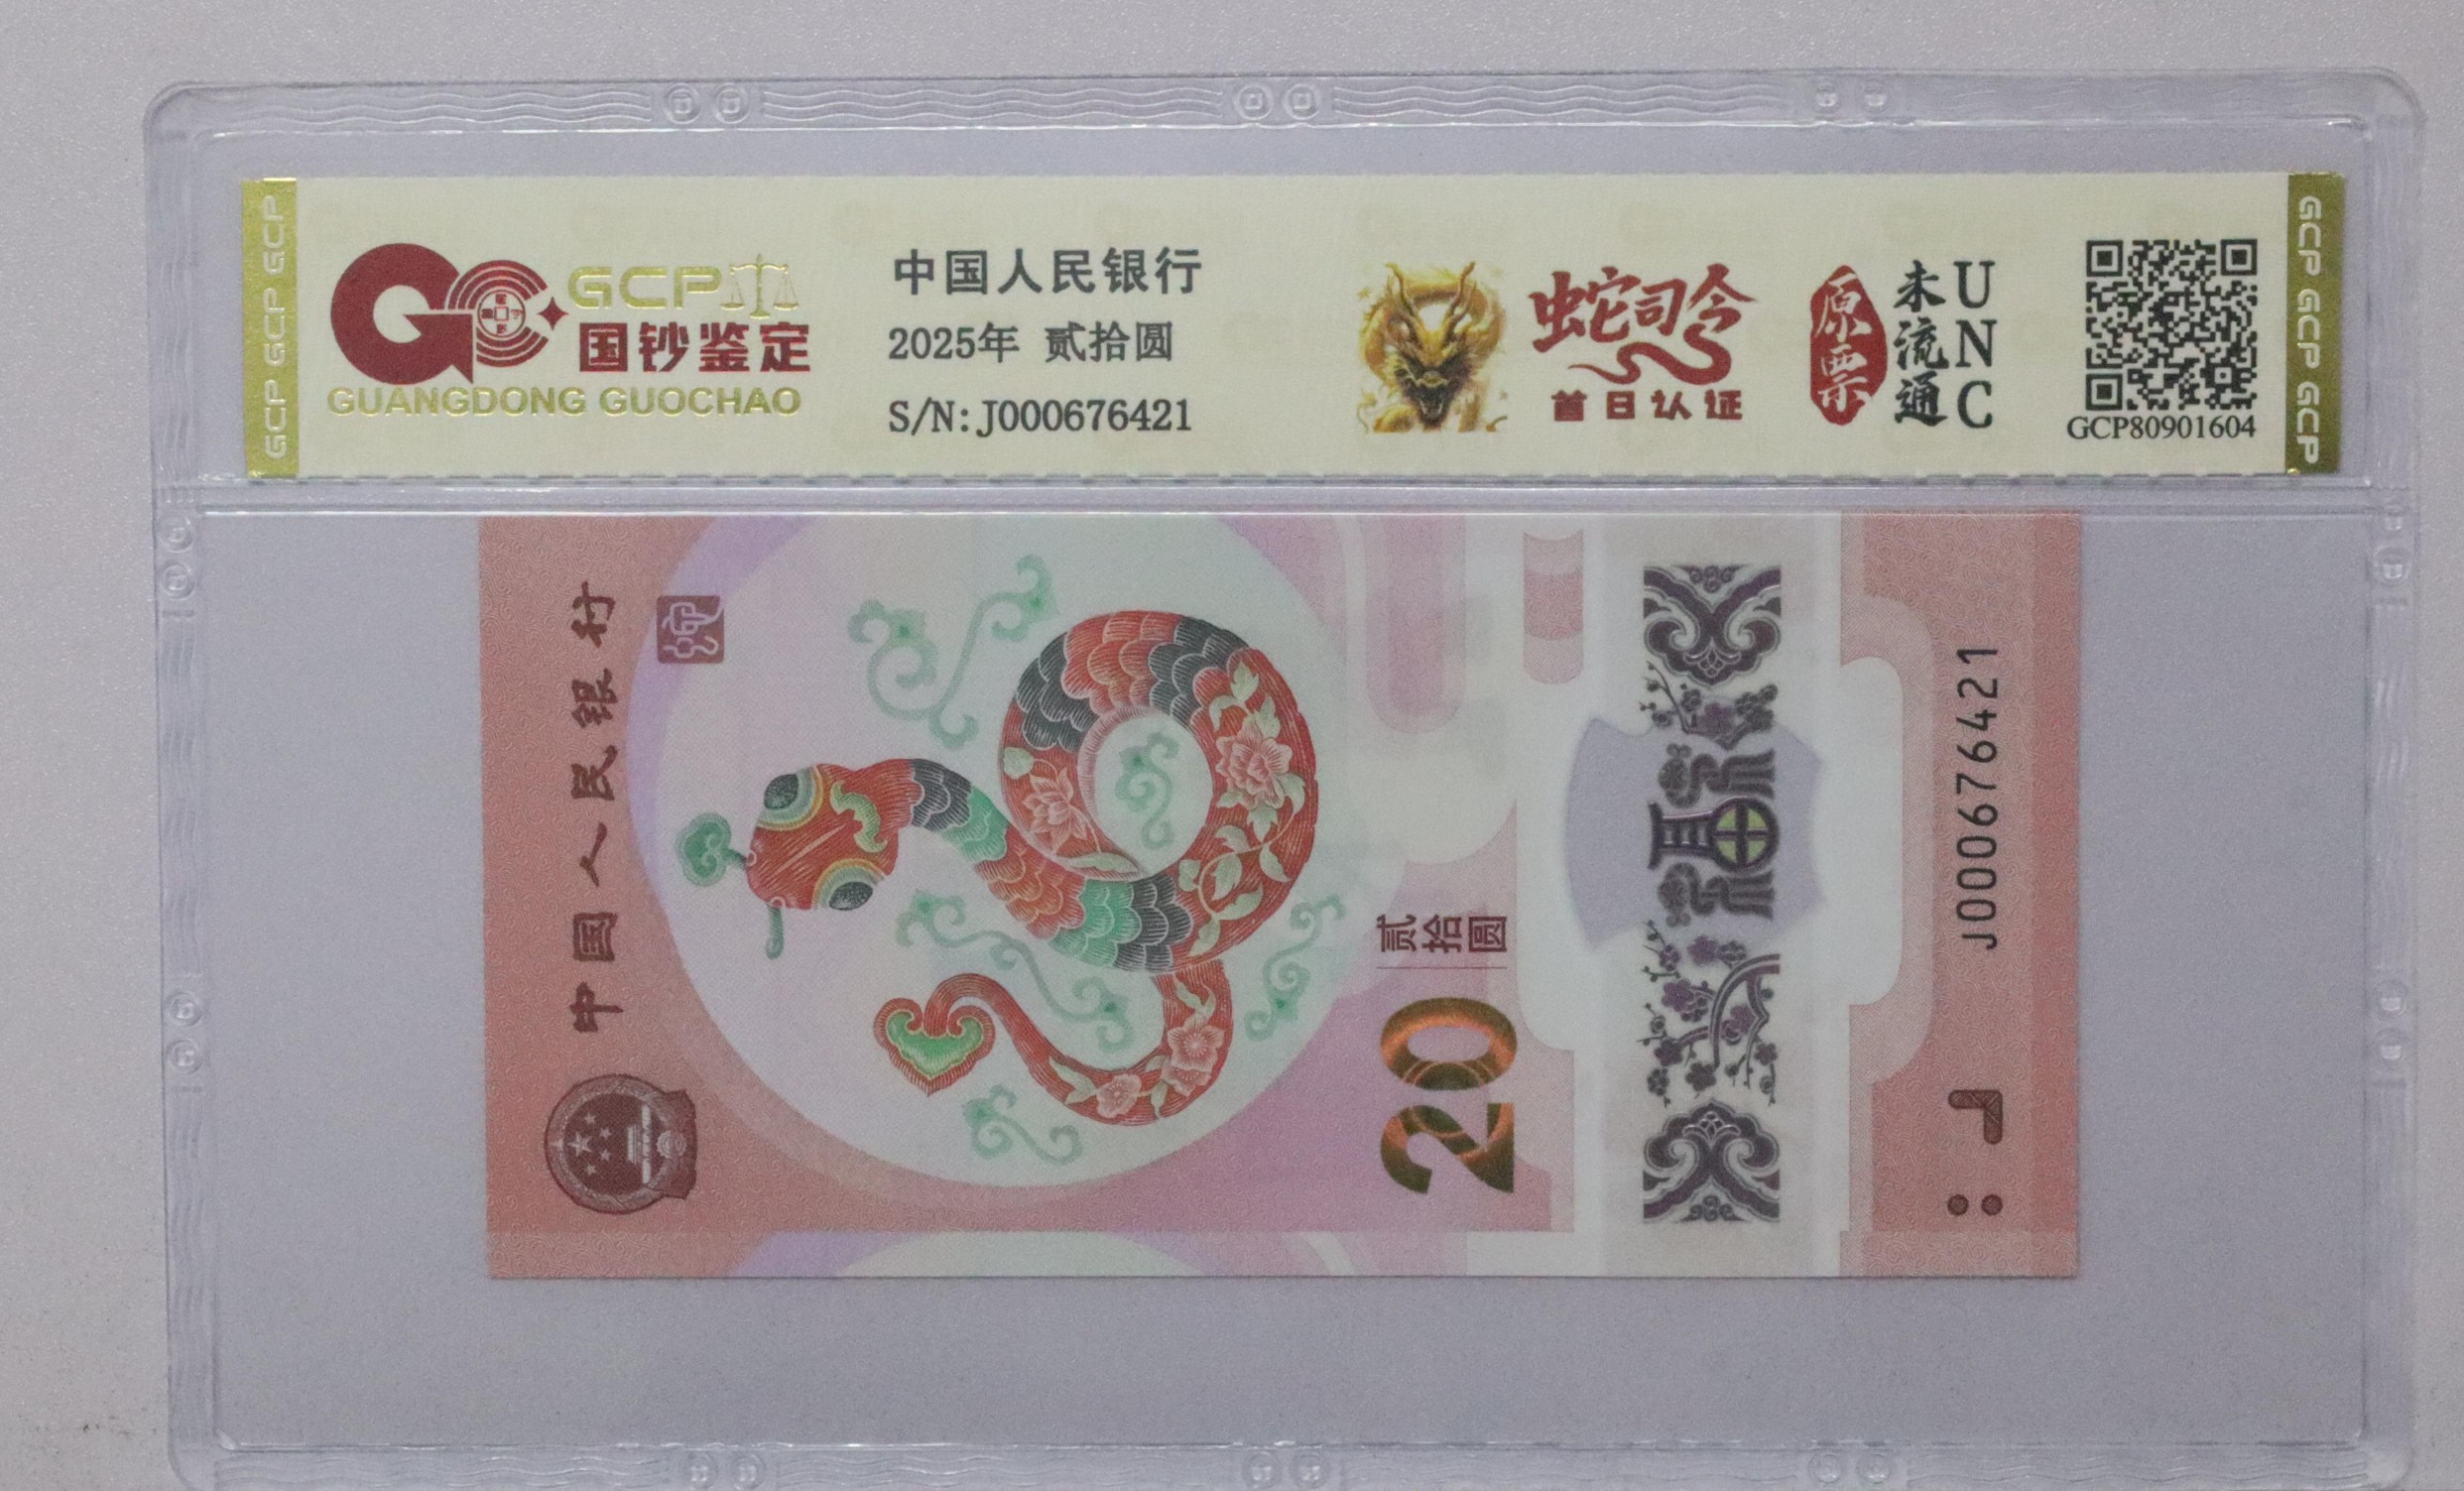 GCP GCP GCP
GCP
国钞鉴定
GUANGDONG GUOCHAO
中国人民银行
2025年 贰拾圆
S/N: J000676421
蛇司令
首日认证
原票
未流通
UNC
GCP80901604
GCP GCP GCP
中国人民银行
蛇
20
贰拾圆
福
J000676421